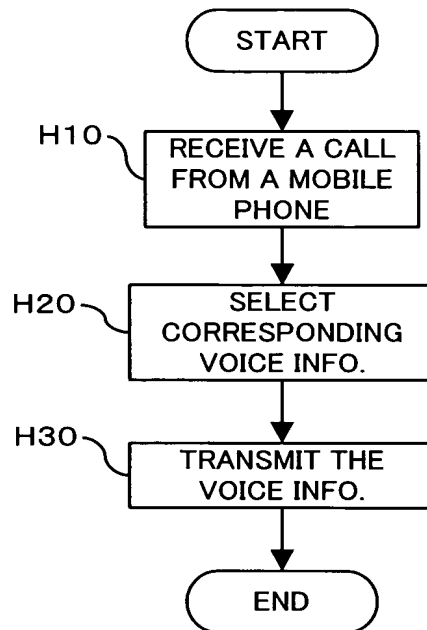 START
H10
RECEIVE A CALL
FROM A MOBILE
PHONE
H20
SELECT
CORRESPONDING
VOICE INFO.
H30
TRANSMIT THE
VOICE INFO.
END